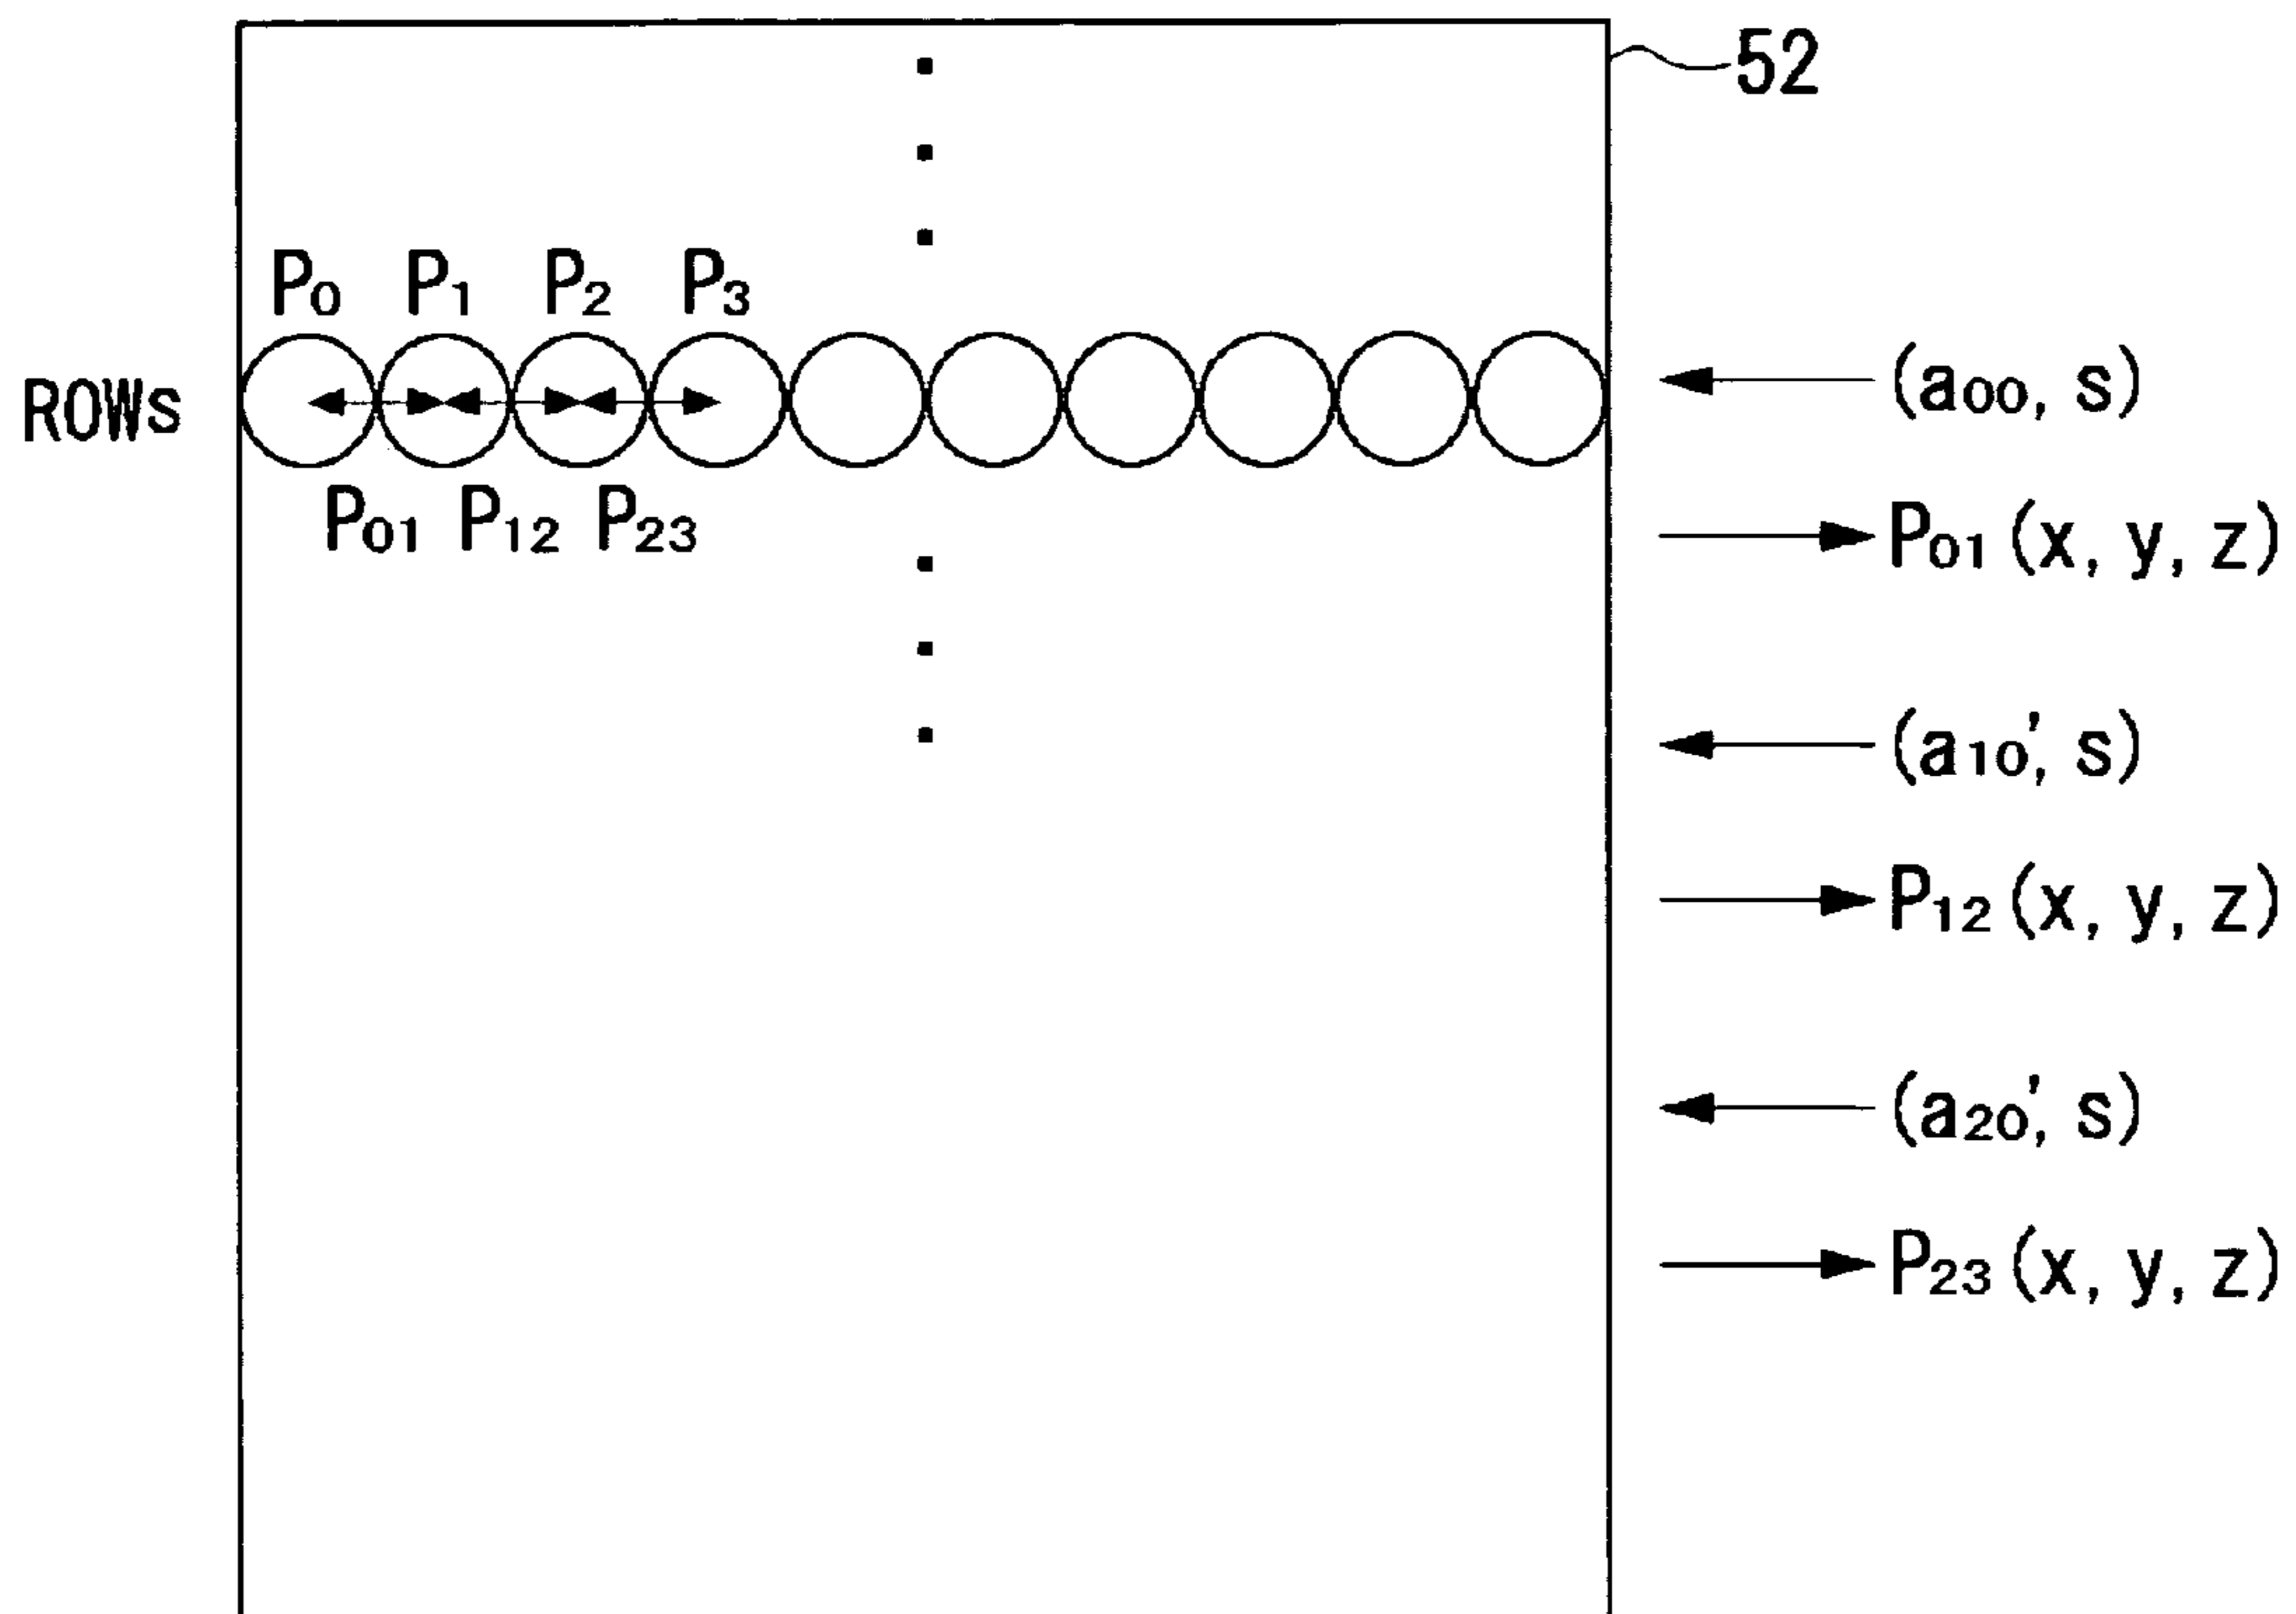 52
P₀ P₁ P₂ P₃
ROWs
(a₀₀, s)
P₀₁ P₁₂ P₂₃
P₀₁(x, y, z)
(a₁₀', s)
P₁₂(x, y, z)
(a₂₀', s)
P₂₃(x, y, z)